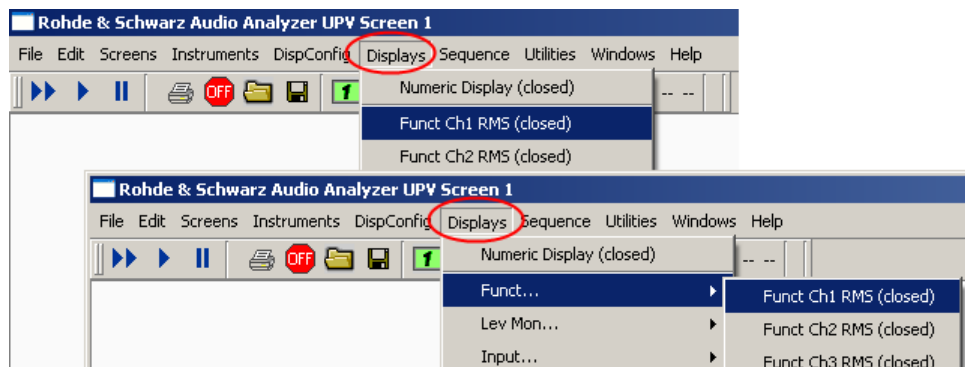 Rohde & Schwarz Audio Analyzer UPV Screen 1
File Edit Screens Instruments DispConfig Displays Sequence Utilities Windows Help
OFF 1 -- --
Numeric Display (closed)
Funct Ch1 RMS (closed)
Funct Ch2 RMS (closed)
Rohde & Schwarz Audio Analyzer UPV Screen 1
File Edit Screens Instruments DispConfig Displays Sequence Utilities Windows Help
OFF 1 -- --
Numeric Display (closed)
Funct...
Funct Ch1 RMS (closed)
Lev Mon...
Funct Ch2 RMS (closed)
Input...
Funct Ch3 RMS (closed)